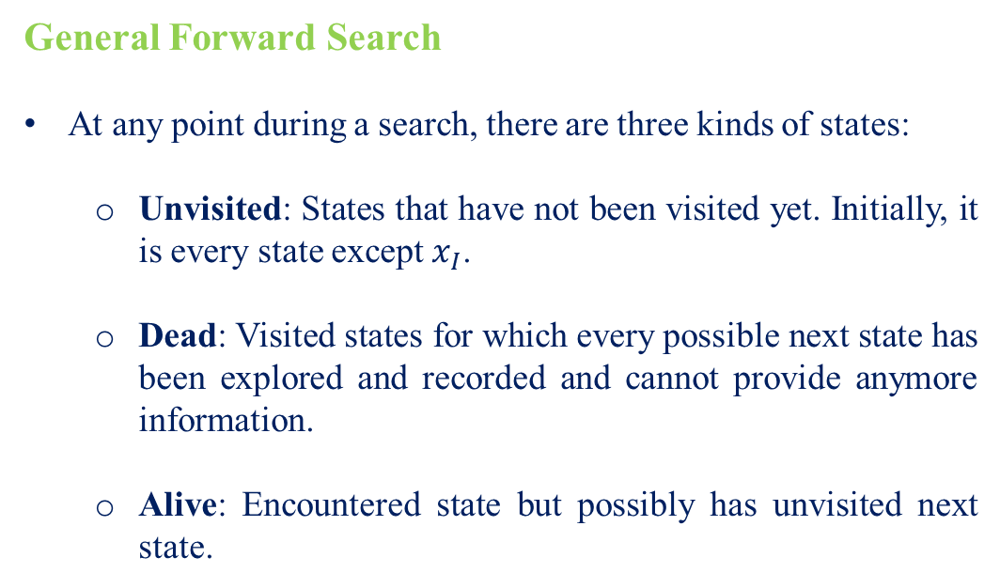 General Forward Search
• At any point during a search, there are three kinds of states:
o Unvisited: States that have not been visited yet. Initially, it
is every state except 𝑥𝐼.
o Dead: Visited states for which every possible next state has
been explored and recorded and cannot provide anymore
information.
o Alive: Encountered state but possibly has unvisited next
state.